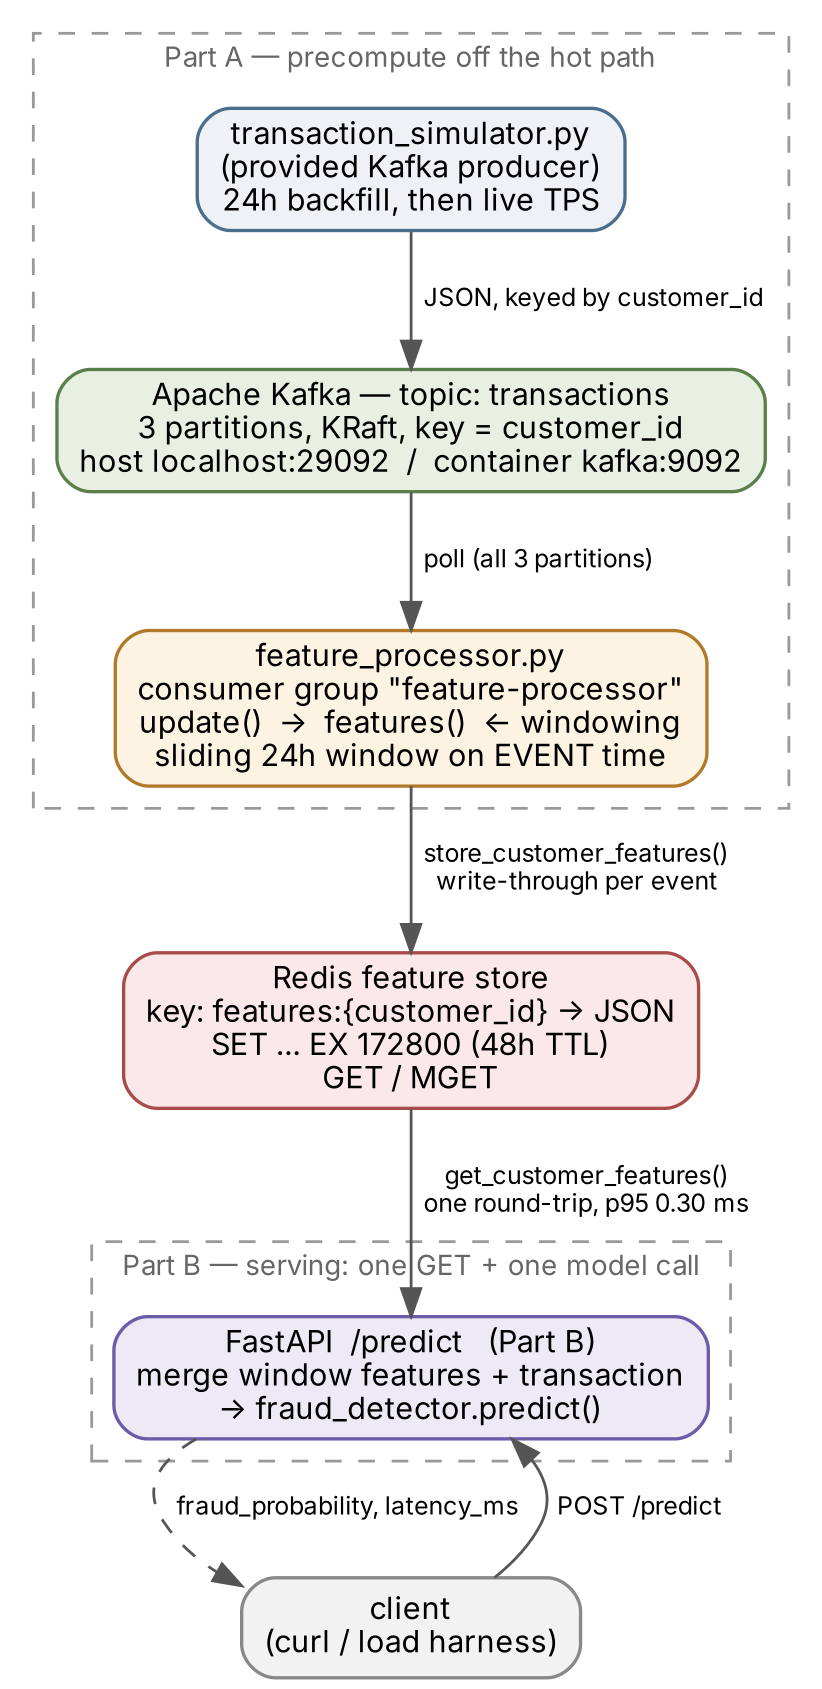 Part A — precompute off the hot path
transaction_simulator.py
(provided Kafka producer)
24h backfill, then live TPS
JSON, keyed by customer_id
Apache Kafka — topic: transactions
3 partitions, KRaft, key = customer_id
host localhost:29092 / container kafka:9092
poll (all 3 partitions)
feature_processor.py
consumer group "feature-processor"
update() → features() ← windowing
sliding 24h window on EVENT time
store_customer_features()
write-through per event
Redis feature store
key: features:{customer_id} → JSON
SET ... EX 172800 (48h TTL)
GET / MGET
get_customer_features()
one round-trip, p95 0.30 ms
Part B — serving: one GET + one model call
FastAPI /predict (Part B)
merge window features + transaction
→ fraud_detector.predict()
fraud_probability, latency_ms
POST /predict
client
(curl / load harness)